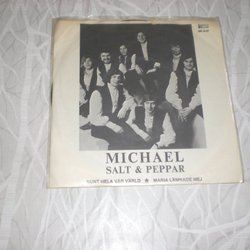 MICHAEL
SALT & PEPPAR
RUNT HELA VÅR VÄRLD ★ MARIA LÄMNADE MEJ